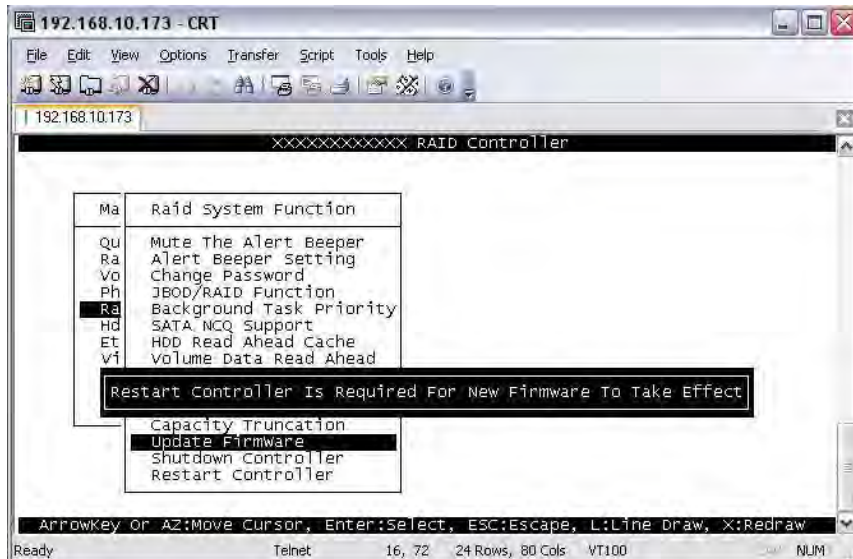 192.168.10.173 - CRT
File Edit View Options Transfer Script Tools Help
192.168.10.173
XXXXXXXXXXXX RAID Controller
Ma
Raid System Function
Qu Mute The Alert Beeper
Ra Alert Beeper Setting
Vo Change Password
Ph JBOD/RAID Function
Ra Background Task Priority
Hd SATA NCQ Support
Et HDD Read Ahead Cache
Vi Volume Data Read Ahead
Restart Controller Is Required For New Firmware To Take Effect
Capacity Truncation
Update Firmware
Shutdown Controller
Restart Controller
ArrowKey Or AZ:Move Cursor, Enter:Select, ESC:Escape, L:Line Draw, X:Redraw
Ready Telnet 16, 72 24 Rows, 80 Cols VT100 NUM